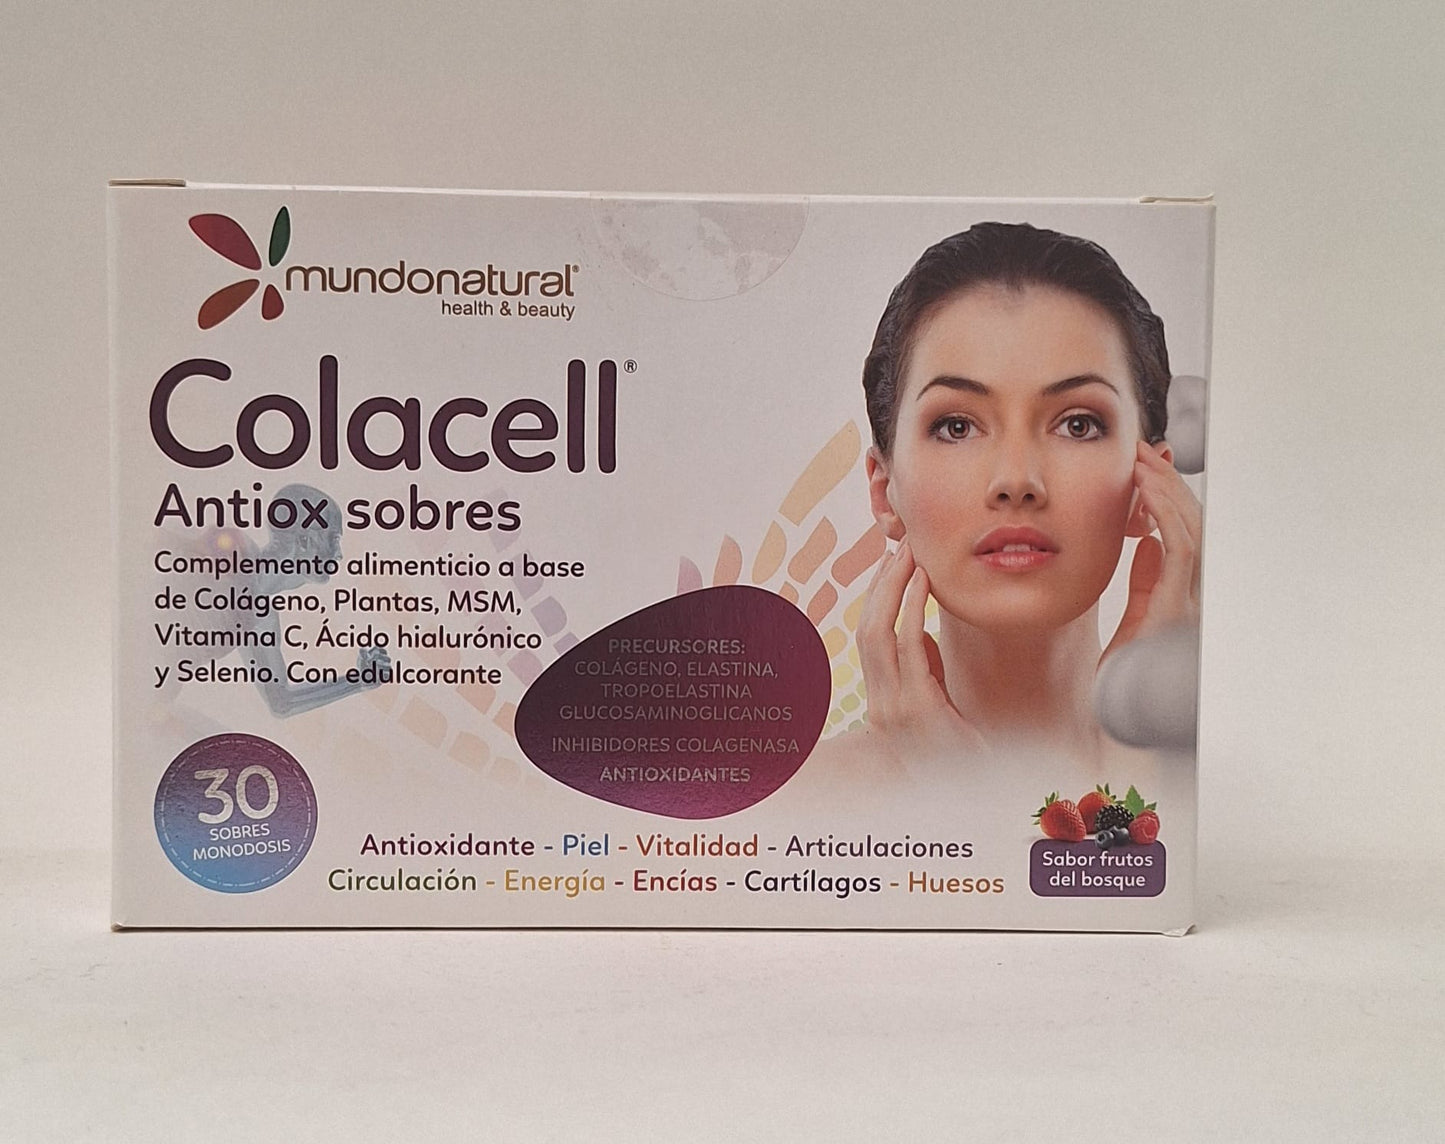 mundonatural®
health & beauty
Colacell®
Antiox sobres
Complemento alimenticio a base
de Colágeno, Plantas, MSM,
Vitamina C, Ácido hialurónico
y Selenio. Con edulcorante
PRECURSORES:
COLÁGENO, ELASTINA,
TROPOELASTINA
GLUCOSAMINOGLICANOS
INHIBIDORES COLAGENASA
ANTIOXIDANTES
30
SOBRES
MONODOSIS
Antioxidante - Piel - Vitalidad - Articulaciones
Circulación - Energía - Encías - Cartílagos - Huesos
Sabor frutos
del bosque